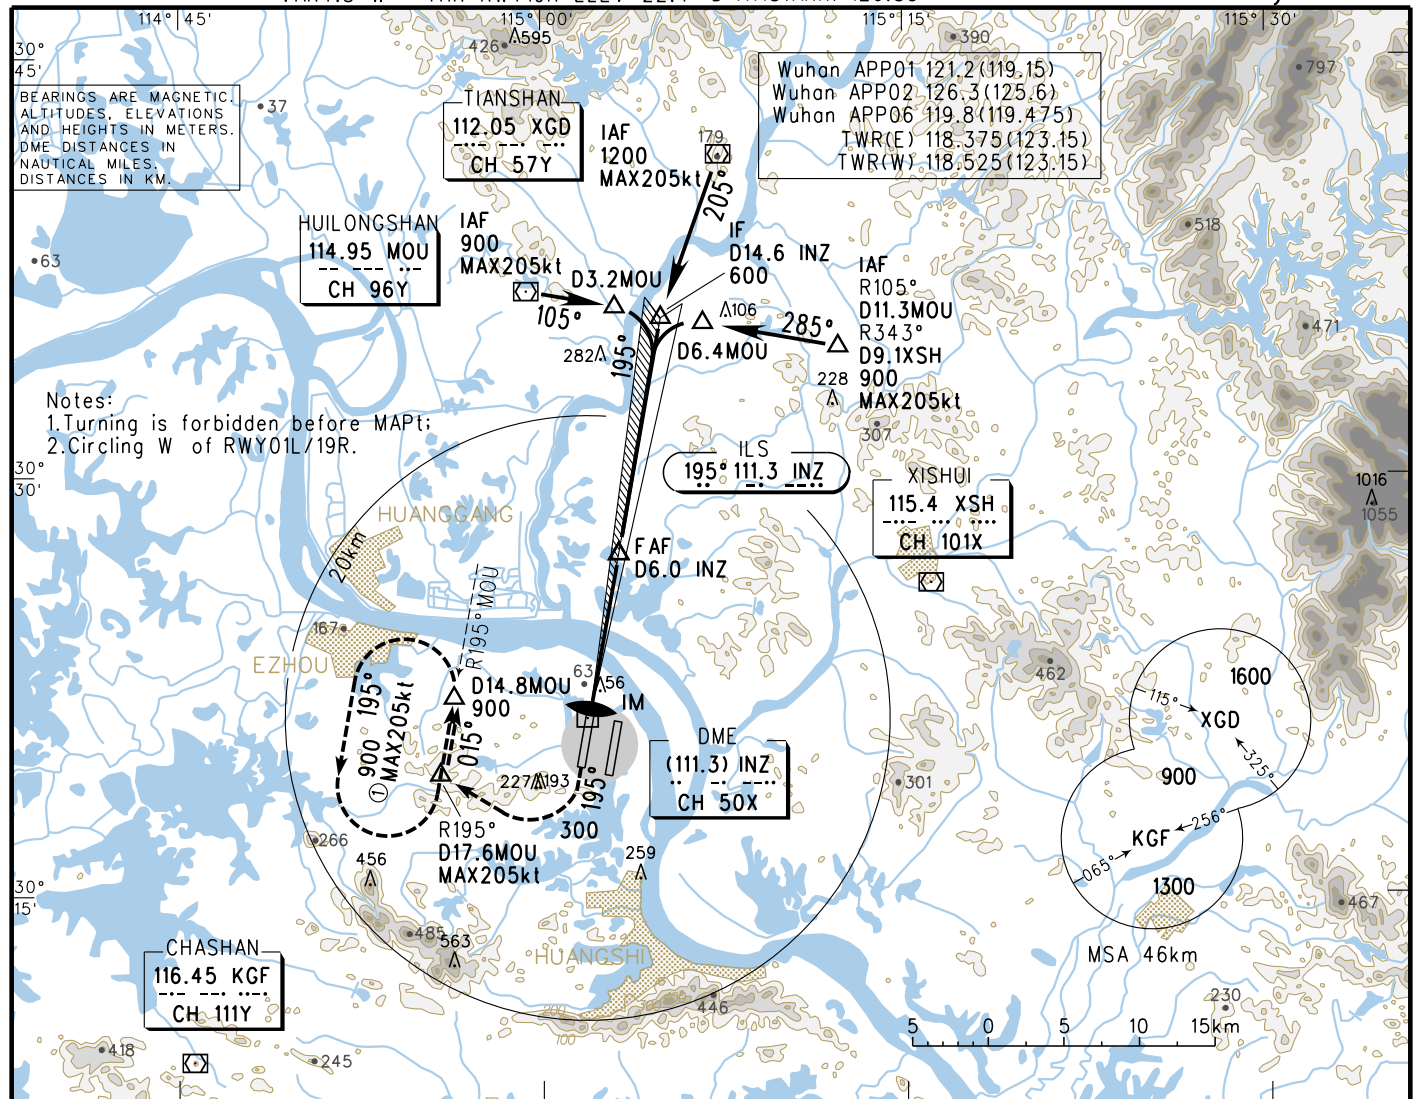 114°45'
115°00'
115°15'
115°30'
30°
45'
BEARINGS ARE MAGNETIC.
ALTITUDES, ELEVATIONS
AND HEIGHTS IN METERS.
DME DISTANCES IN
NAUTICAL MILES.
DISTANCES IN KM.
37
426
595
390
797
Wuhan APP01 121.2(119.15)
Wuhan APP02 126.3(125.6)
Wuhan APP06 119.8(119.475)
TWR(E) 118.375(123.15)
TWR(W) 118.525(123.15)
TIANSHAN
112.05 XGD
CH 57Y
IAF
1200
MAX205kt
179
205°
HUILONGSHAN
114.95 MOU
CH 96Y
IAF
900
MAX205kt
105°
D3.2MOU
IF
D14.6 INZ
600
106
D6.4MOU
285°
IAF
R105°
D11.3MOU
R343°
D9.1XSH
900
MAX205kt
518
63
471
282
195°
228
307
Notes:
1.Turning is forbidden before MAPt;
2.Circling W of RWY01L/19R.
30°
30'
ILS
195° 111.3 INZ
XISHUI
115.4 XSH
CH 101X
1016
1055
HUANGGANG
20km
FAF
D6.0 INZ
R195°MOU
167
EZHOU
195°
900
① MAX205kt
D14.8MOU
900
015°
63
56
IM
462
1600
115°
XGD
325°
DME
(111.3) INZ
CH 50X
227
193
195°
300
301
900
KGF
256°
065°
1300
MSA 46km
R195°
D17.6MOU
MAX205kt
266
456
259
30°
15'
467
485
563
HUANGSHI
CHASHAN
116.45 KGF
CH 111Y
446
230
418
245
5 0 5 10 15km